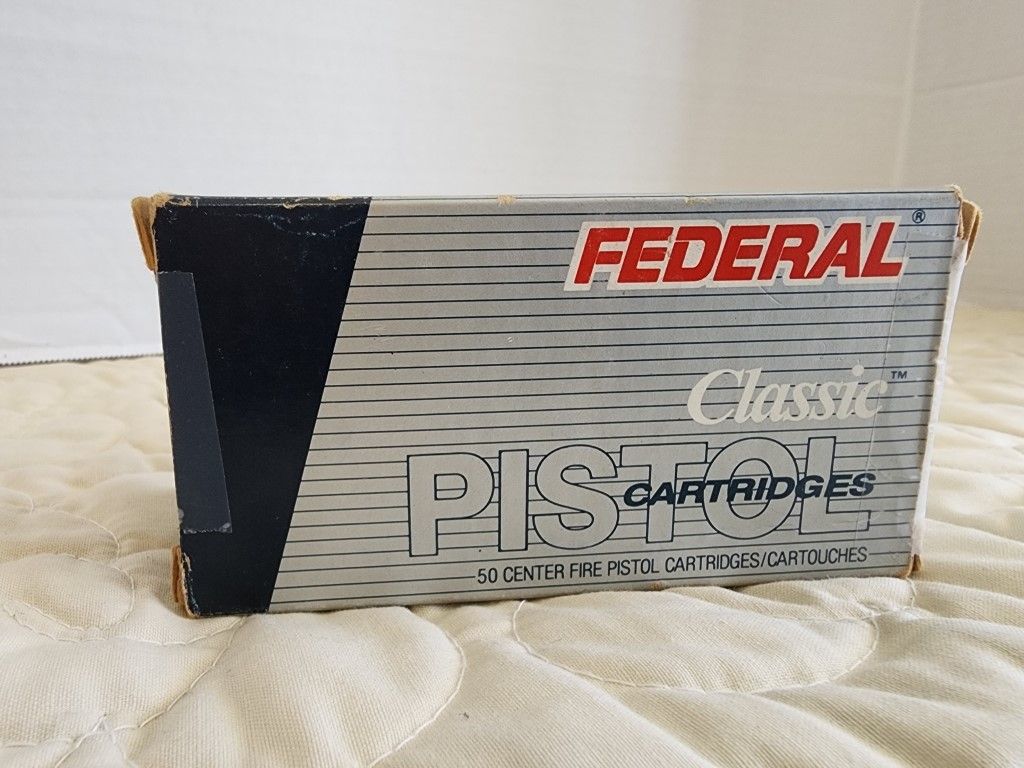 FEDERAL®
Classic™
PISTOL
CARTRIDGES
50 CENTER FIRE PISTOL CARTRIDGES/CARTOUCHES